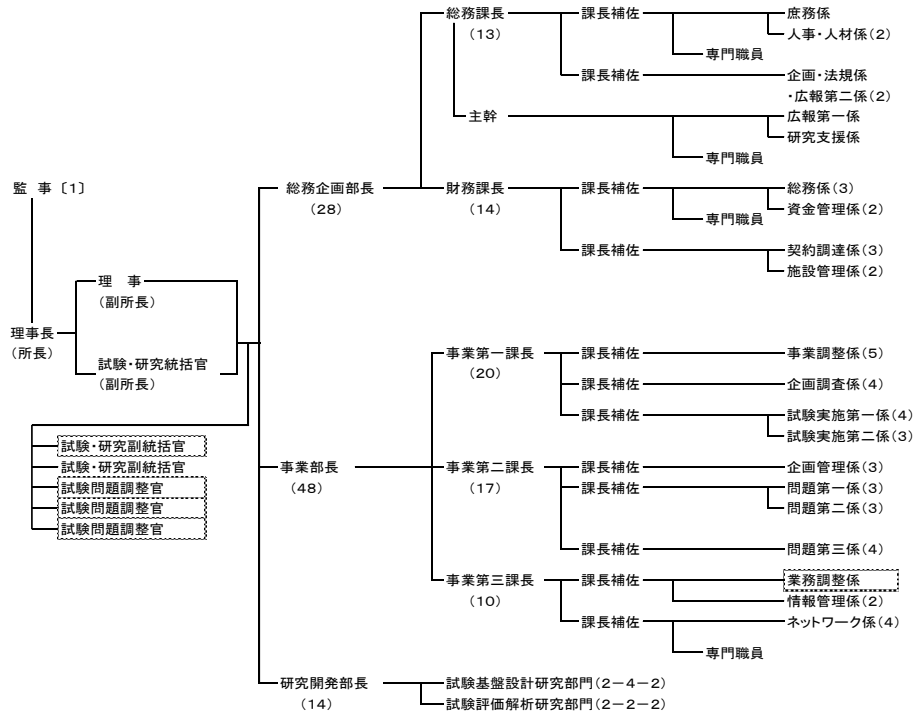 総務課長 課長補佐 庶務係
(13) 人事・人材係(2)
専門職員
課長補佐 企画・法規係
・広報第二係(2)
主幹 広報第一係
研究支援係
専門職員
監 事 〔1〕 総務企画部長 財務課長 課長補佐 総務係(3)
(28) (14) 資金管理係(2)
専門職員
課長補佐 契約調達係(3)
施設管理係(2)
理 事
(副所長)
理事長
(所長)
試験・研究統括官
(副所長)
事業第一課長 課長補佐 事業調整係(5)
(20)
課長補佐 企画調査係(4)
課長補佐 試験実施第一係(4)
試験実施第二係(3)
試験・研究副統括官
試験・研究副統括官
試験問題調整官
試験問題調整官
試験問題調整官
事業部長 事業第二課長 課長補佐 企画管理係(3)
(48) (17) 課長補佐 問題第一係(3)
問題第二係(3)
課長補佐 問題第三係(4)
事業第三課長 課長補佐 業務調整係
(10) 情報管理係(2)
課長補佐 ネットワーク係(4)
専門職員
研究開発部長 試験基盤設計研究部門(2-4-2)
(14) 試験評価解析研究部門(2-2-2)